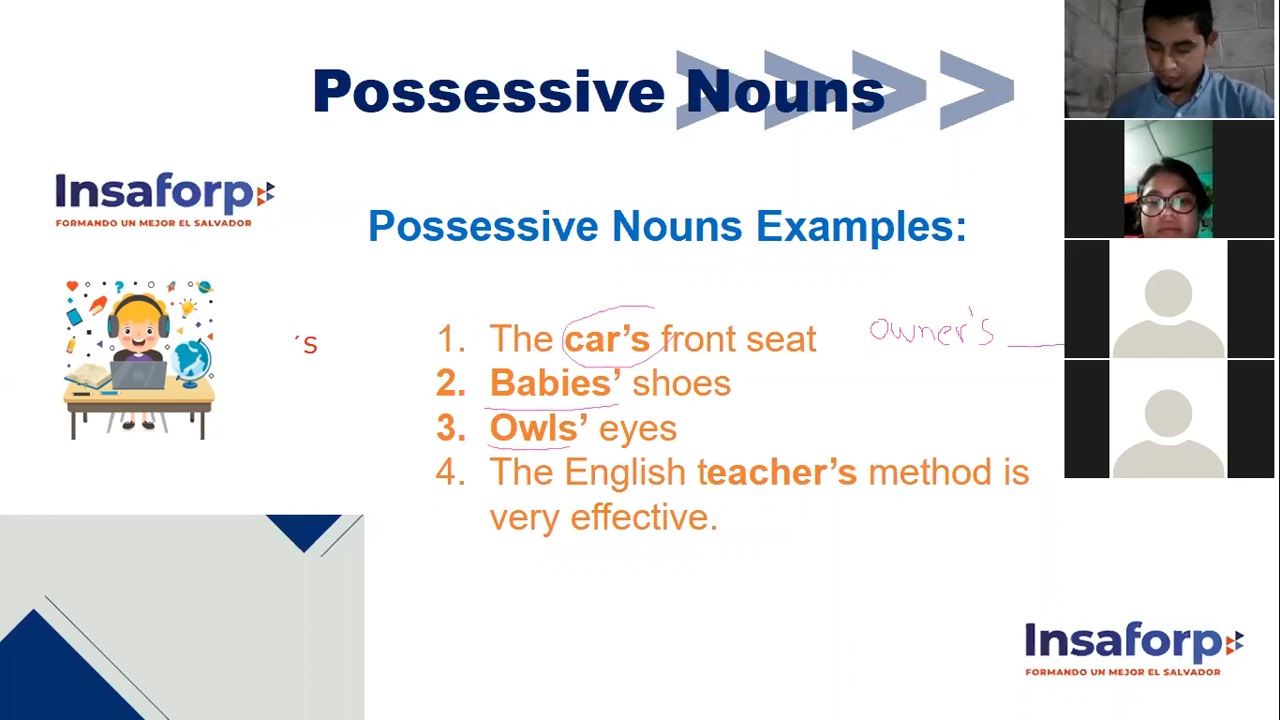 Possessive Nouns
Insaforp
FORMANDO UN MEJOR EL SALVADOR
Possessive Nouns Examples:
´s
1. The car’s front seat
owner's
2. Babies’ shoes
3. Owls’ eyes
4. The English teacher’s method is
very effective.
Insaforp
FORMANDO UN MEJOR EL SALVADOR